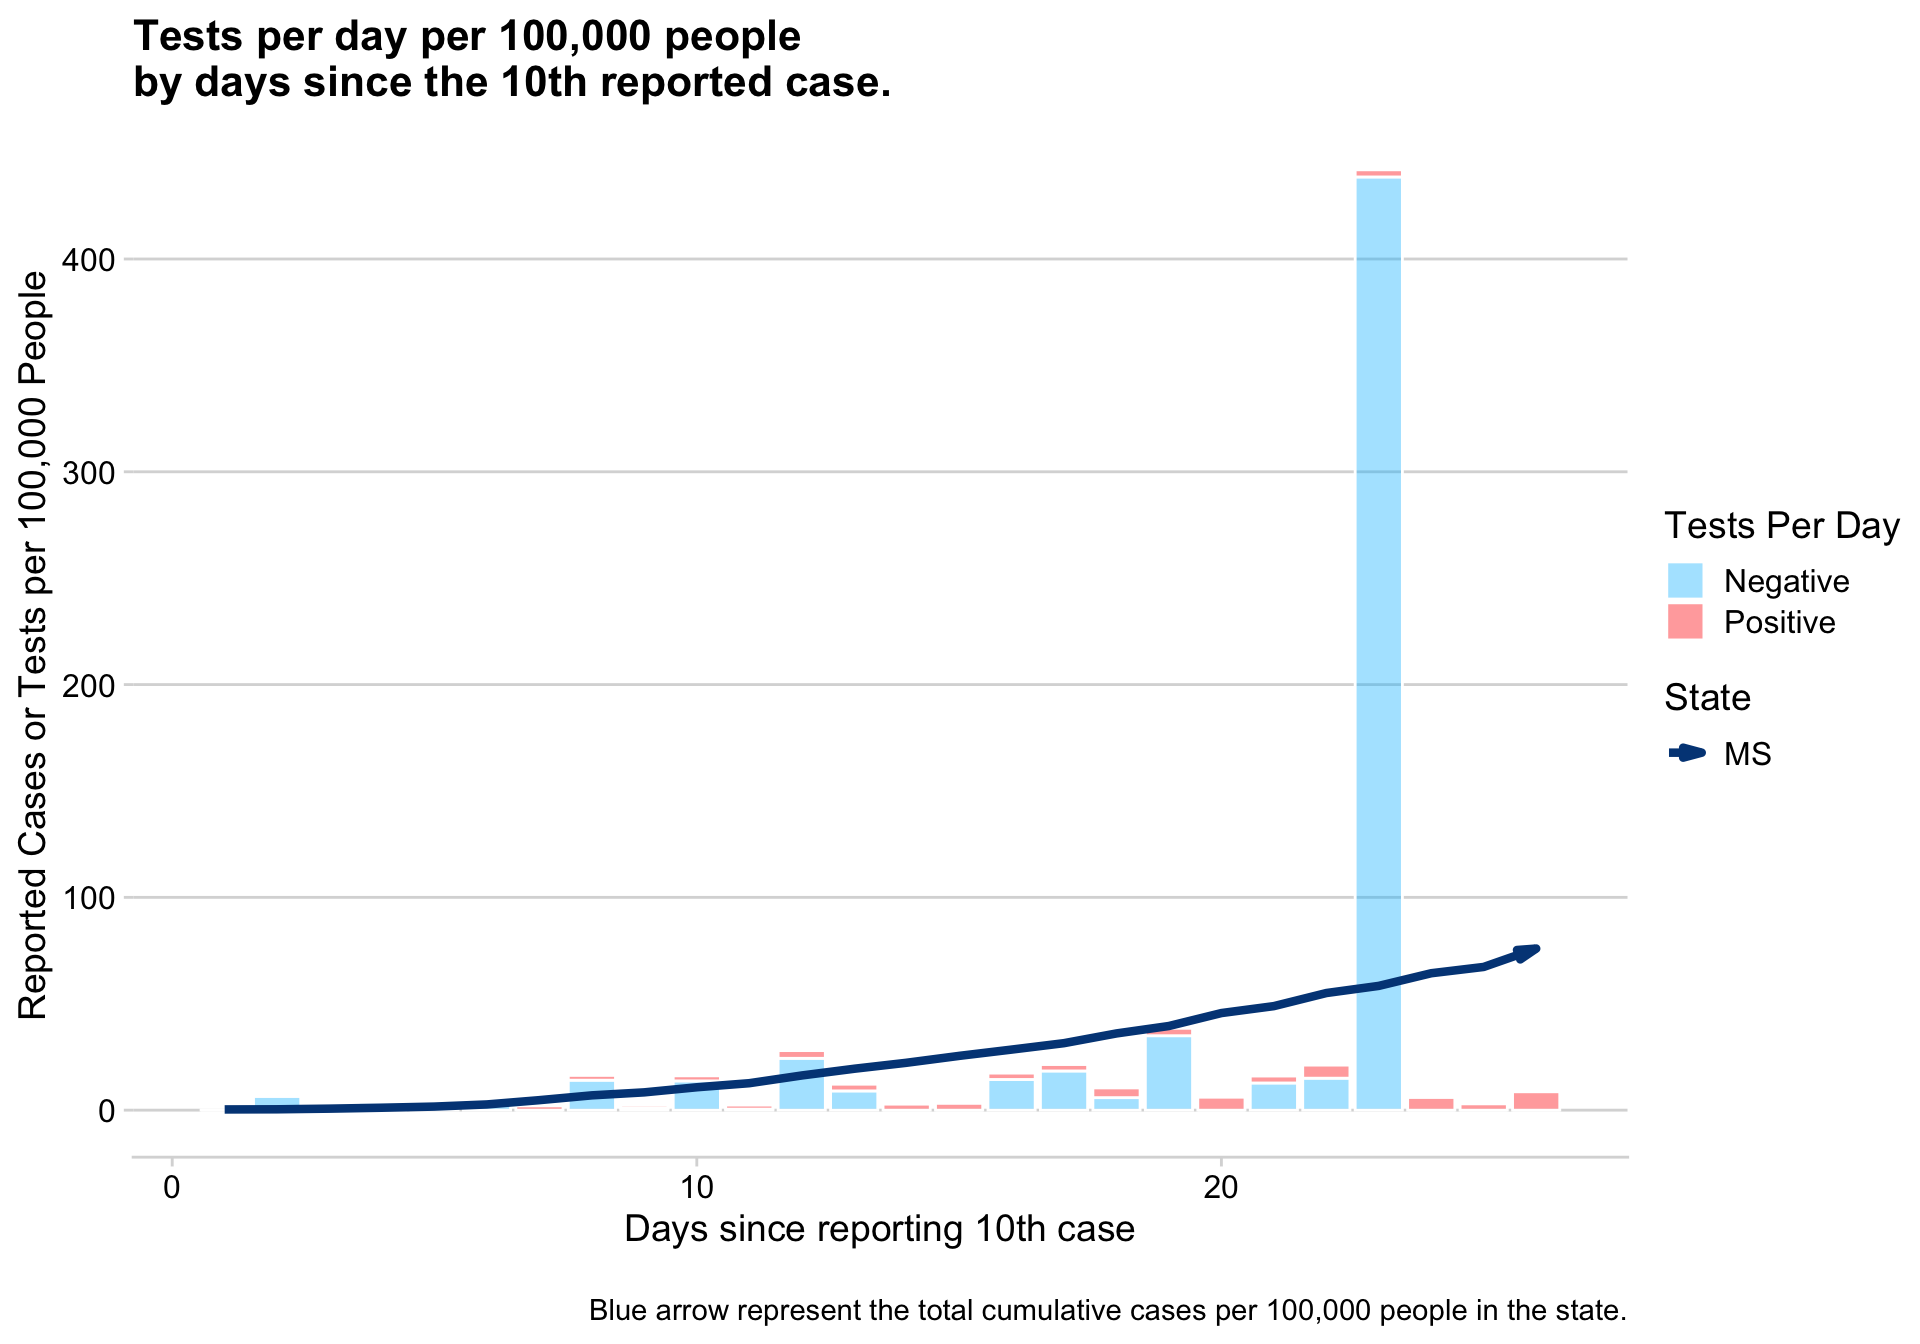 Tests per day per 100,000 people
by days since the 10th reported case.
Reported Cases or Tests per 100,000 People
400
300
200
100
0
0
10
20
Days since reporting 10th case
Tests Per Day
Negative
Positive
State
MS
Blue arrow represent the total cumulative cases per 100,000 people in the state.